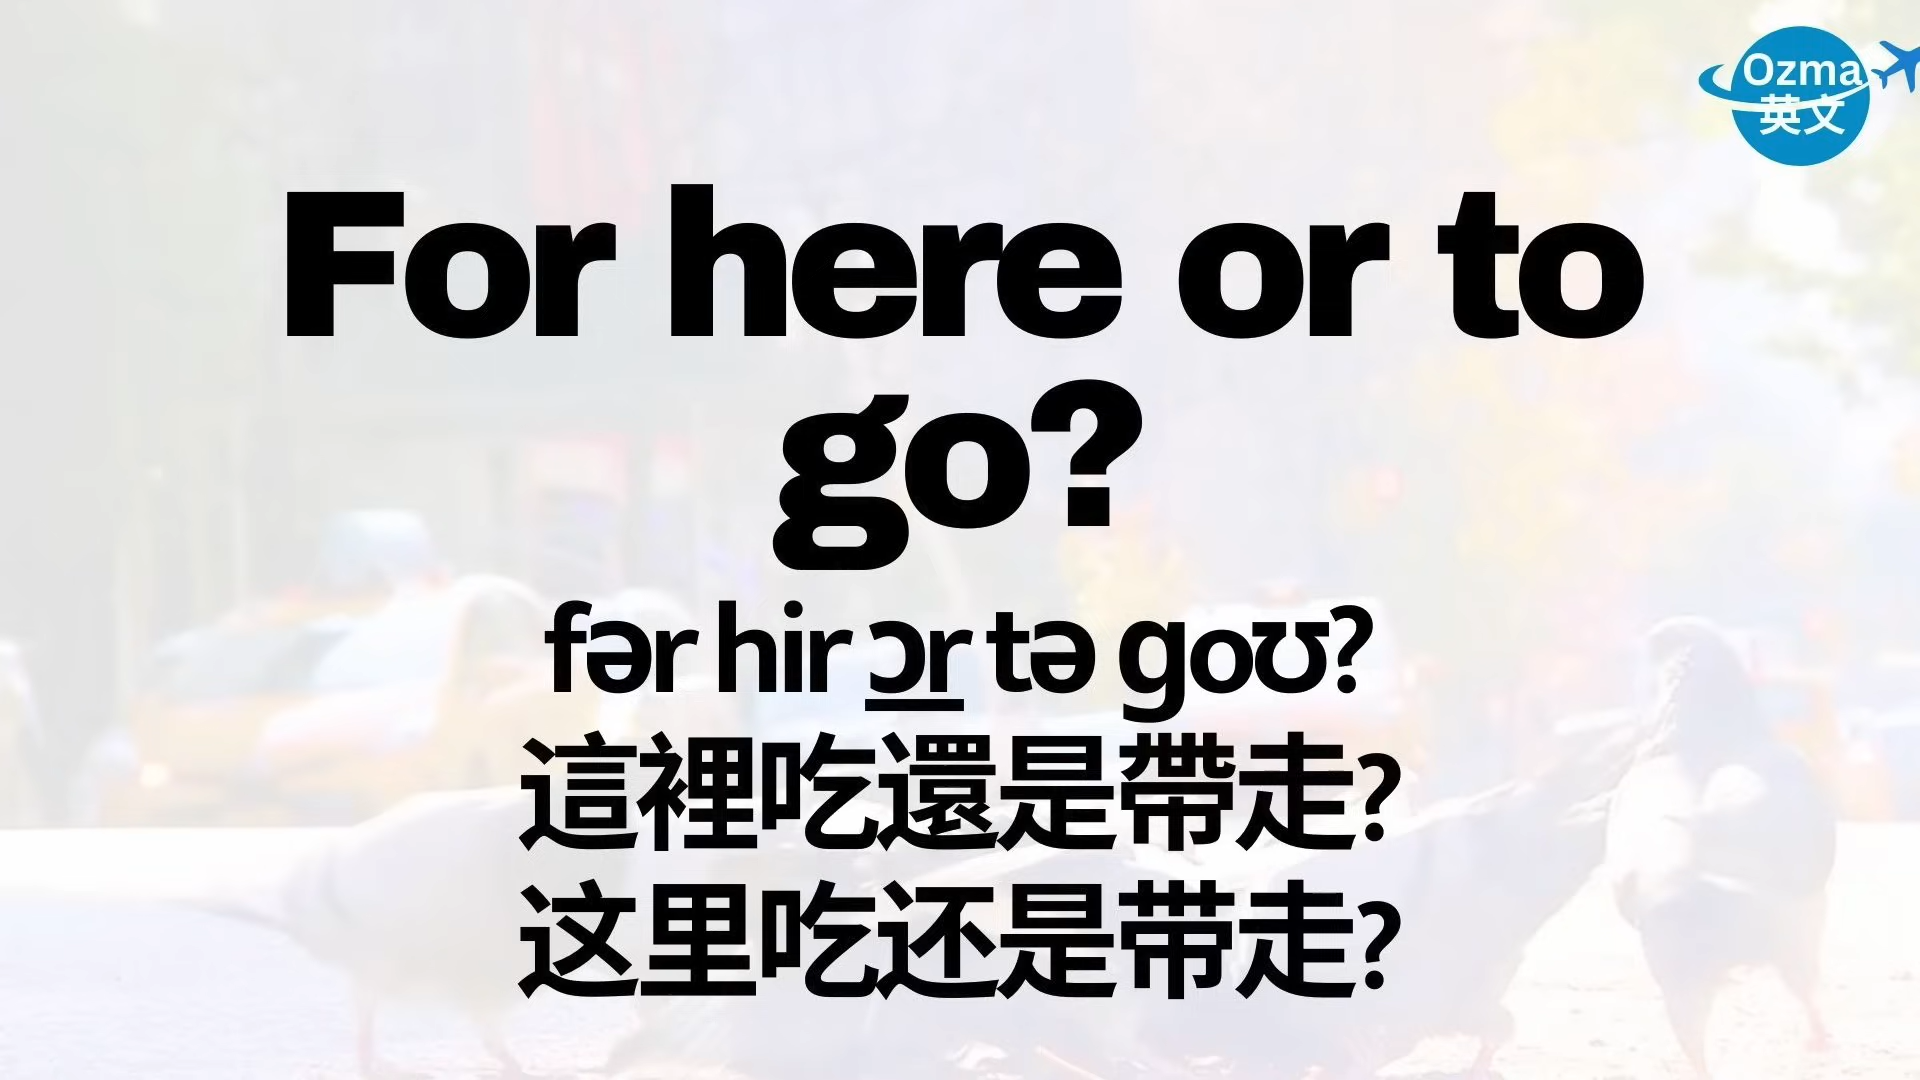 Ozma
英文
For here or to
go?
fər hir ɔr tə goʊ?
這裡吃還是帶走?
这里吃还是带走?